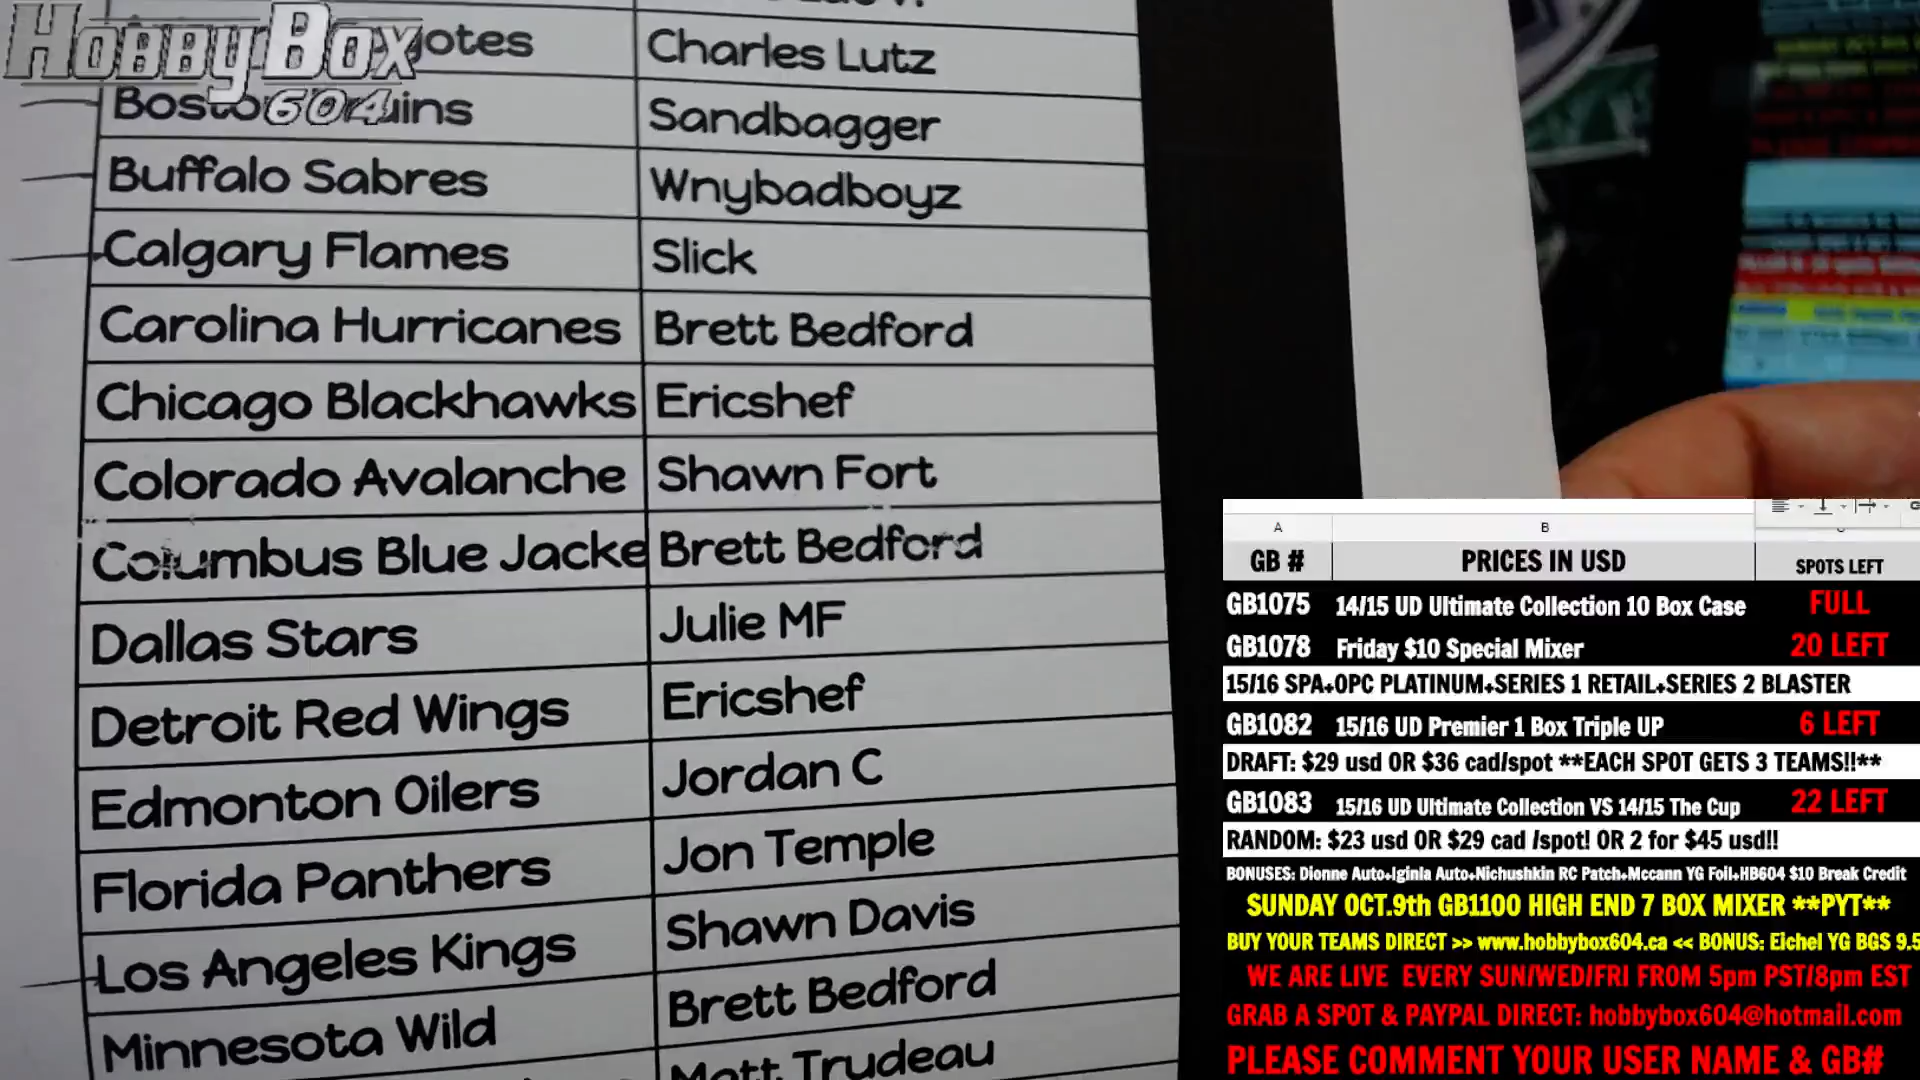 HobbyBox
604
otes Charles Lutz
Bosto uins Sandbagger
Buffalo Sabres Wnybadboyz
Calgary Flames Slick
Carolina Hurricanes Brett Bedford
Chicago Blackhawks Ericshef
Colorado Avalanche Shawn Fort
Columbus Blue Jacke Brett Bedford
Dallas Stars Julie MF
Detroit Red Wings Ericshef
Edmonton Oilers Jordan C
Florida Panthers Jon Temple
Los Angeles Kings Shawn Davis
Minnesota Wild Brett Bedford
Matt Trudeau
A B
GB # PRICES IN USD SPOTS LEFT
GB1075 14/15 UD Ultimate Collection 10 Box Case FULL
GB1078 Friday $10 Special Mixer 20 LEFT
15/16 SPA+OPC PLATINUM+SERIES 1 RETAIL+SERIES 2 BLASTER
GB1082 15/16 UD Premier 1 Box Triple UP 6 LEFT
DRAFT: $29 usd OR $36 cad/spot **EACH SPOT GETS 3 TEAMS!!**
GB1083 15/16 UD Ultimate Collection VS 14/15 The Cup 22 LEFT
RANDOM: $23 usd OR $29 cad /spot! OR 2 for $45 usd!!
BONUSES: Dionne Auto+Iginla Auto+Nichushkin RC Patch+Mccann YG Foil+HB604 $10 Break Credit
SUNDAY OCT.9th GB1100 HIGH END 7 BOX MIXER **PYT**
BUY YOUR TEAMS DIRECT >> www.hobbybox604.ca << BONUS: Eichel YG BGS 9.5
WE ARE LIVE EVERY SUN/WED/FRI FROM 5pm PST/8pm EST
GRAB A SPOT & PAYPAL DIRECT: hobbybox604@hotmail.com
PLEASE COMMENT YOUR USER NAME & GB#